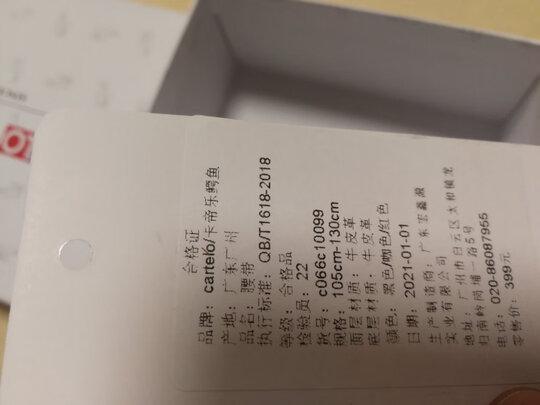 合格证
品牌：cartelo/卡帝乐鳄鱼
产地：广东广州
品名：腰带
执行标准：QB/T1618-2018
等级：合格品
检验员：22
货号：c066c10099
规格：105cm-130cm
面层材质：牛皮革
底层材质：牛皮革
颜色：黑色/咖色/红色
日期：2021-01-01
生产制造商：广东宏鑫源
实业有限公司
地址：广州市白云区太和镇龙
归南岭岗埔一路5号
电话：020-86087955
零售价：399元